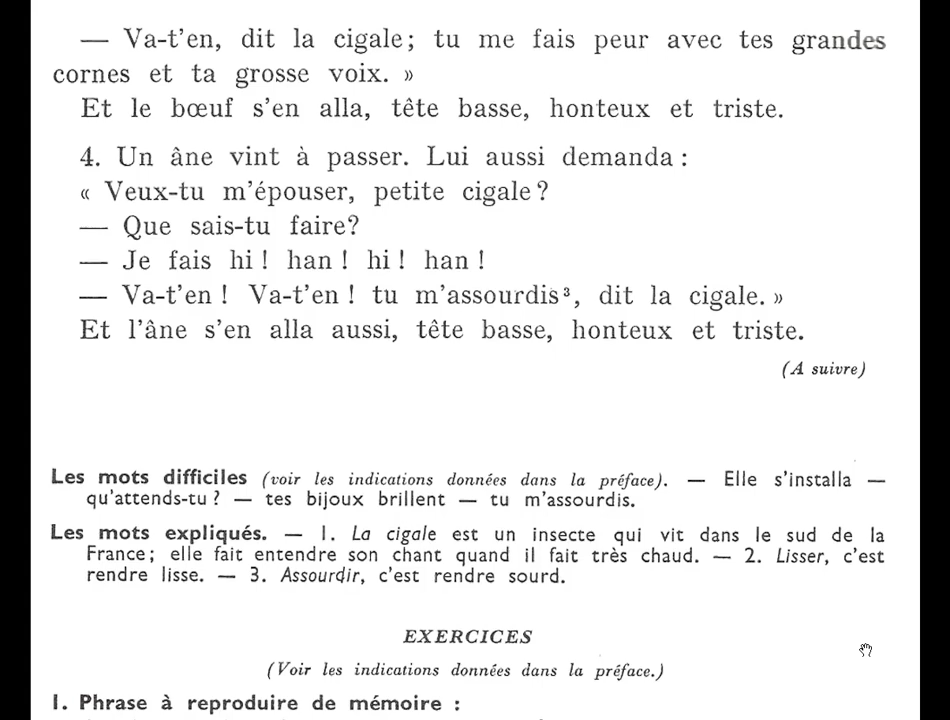 — Va-t'en, dit la cigale; tu me fais peur avec tes grandes
cornes et ta grosse voix. »
Et le bœuf s'en alla, tête basse, honteux et triste.
4. Un âne vint à passer. Lui aussi demanda :
« Veux-tu m'épouser, petite cigale?
— Que sais-tu faire?
— Je fais hi ! han ! hi ! han !
— Va-t'en ! Va-t'en ! tu m'assourdis³, dit la cigale. »
Et l'âne s'en alla aussi, tête basse, honteux et triste.
(A suivre)
Les mots difficiles (voir les indications données dans la préface). — Elle s'installa —
qu'attends-tu ? — tes bijoux brillent — tu m'assourdis.
Les mots expliqués. — 1. La cigale est un insecte qui vit dans le sud de la
France; elle fait entendre son chant quand il fait très chaud. — 2. Lisser, c'est
rendre lisse. — 3. Assourdir, c'est rendre sourd.
EXERCICES
(Voir les indications données dans la préface.)
I. Phrase à reproduire de mémoire :